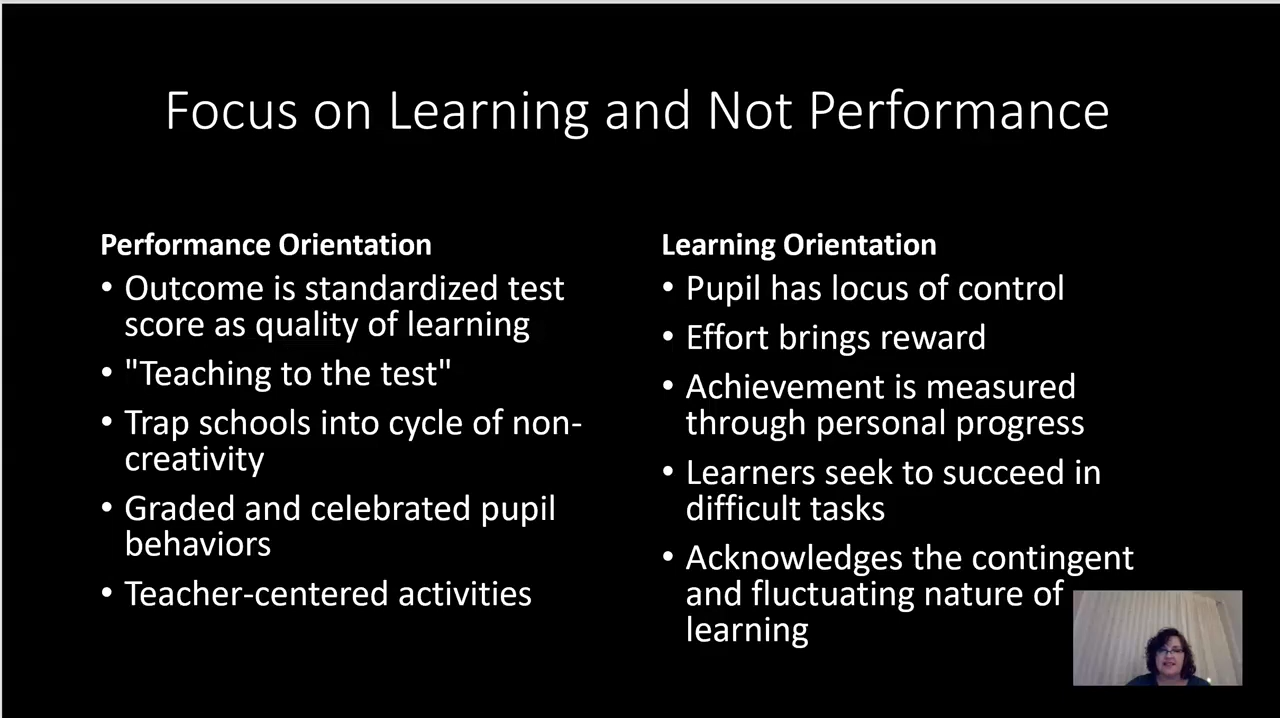 Focus on Learning and Not Performance
Performance Orientation
• Outcome is standardized test
score as quality of learning
• "Teaching to the test"
• Trap schools into cycle of non-
creativity
• Graded and celebrated pupil
behaviors
• Teacher-centered activities
Learning Orientation
• Pupil has locus of control
• Effort brings reward
• Achievement is measured
through personal progress
• Learners seek to succeed in
difficult tasks
• Acknowledges the contingent
and fluctuating nature of
learning